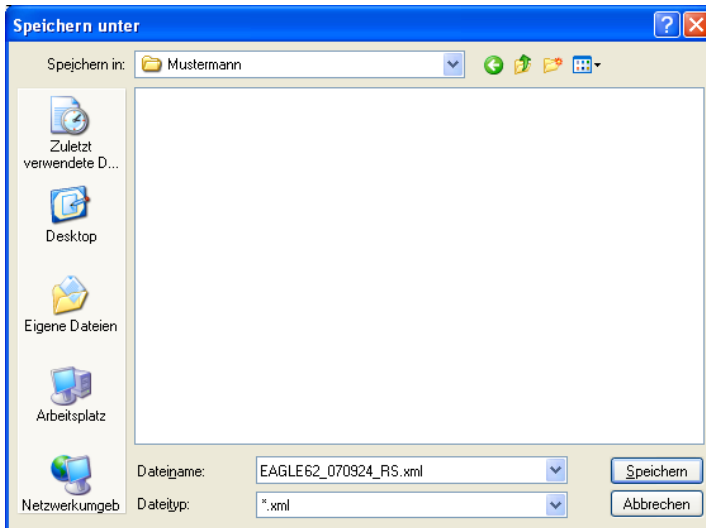 Speichern unter
Speichern in:
Mustermann
Zuletzt
verwendete D...
Desktop
Eigene Dateien
Arbeitsplatz
Netzwerkumgeb
Dateiname:
EAGLE62_070924_RS.xml
Speichern
Dateityp:
*.xml
Abbrechen